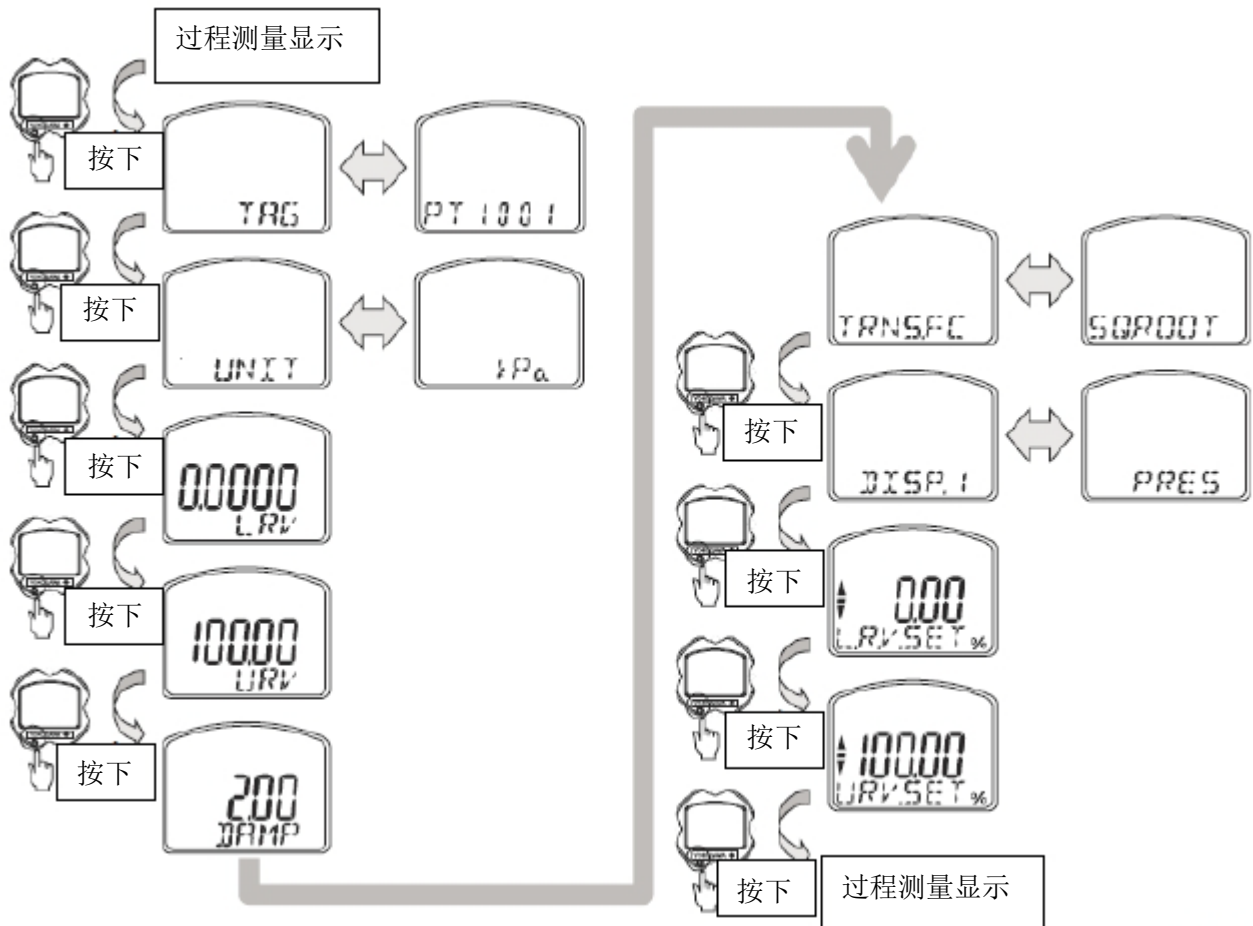 过程测量显示
按下
TAG
PT1001
按下
UNIT
kPa
按下
0.0000
LRV
按下
100.00
URV
按下
2.00
DAMP
TRNS.FC
SQROOT
按下
DISP.1
PRES
按下
0.00
LRV.SET %
按下
100.00
URV.SET %
按下
过程测量显示